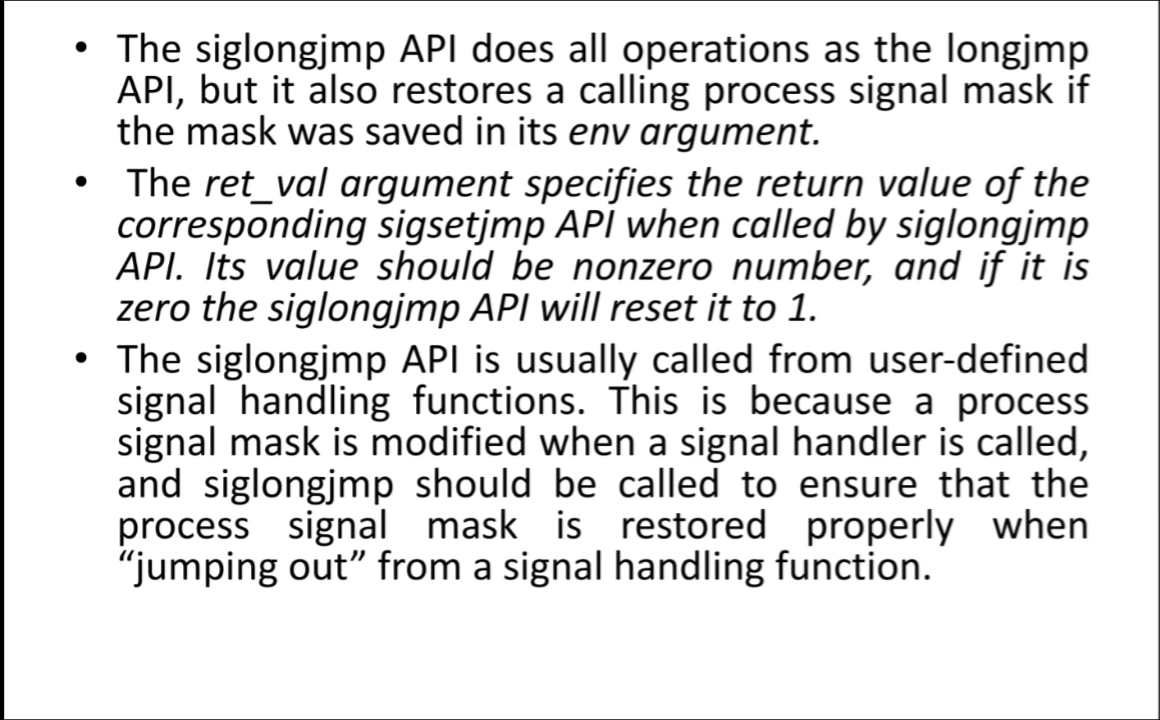 • The siglongjmp API does all operations as the longjmp
API, but it also restores a calling process signal mask if
the mask was saved in its env argument.
• The ret_val argument specifies the return value of the
corresponding sigsetjmp API when called by siglongjmp
API. Its value should be nonzero number, and if it is
zero the siglongjmp API will reset it to 1.
• The siglongjmp API is usually called from user-defined
signal handling functions. This is because a process
signal mask is modified when a signal handler is called,
and siglongjmp should be called to ensure that the
process signal mask is restored properly when
“jumping out” from a signal handling function.